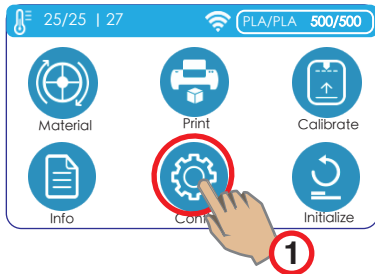 25/25 | 27 PLA/PLA 500/500
Material Print Calibrate
Info Initialize
1